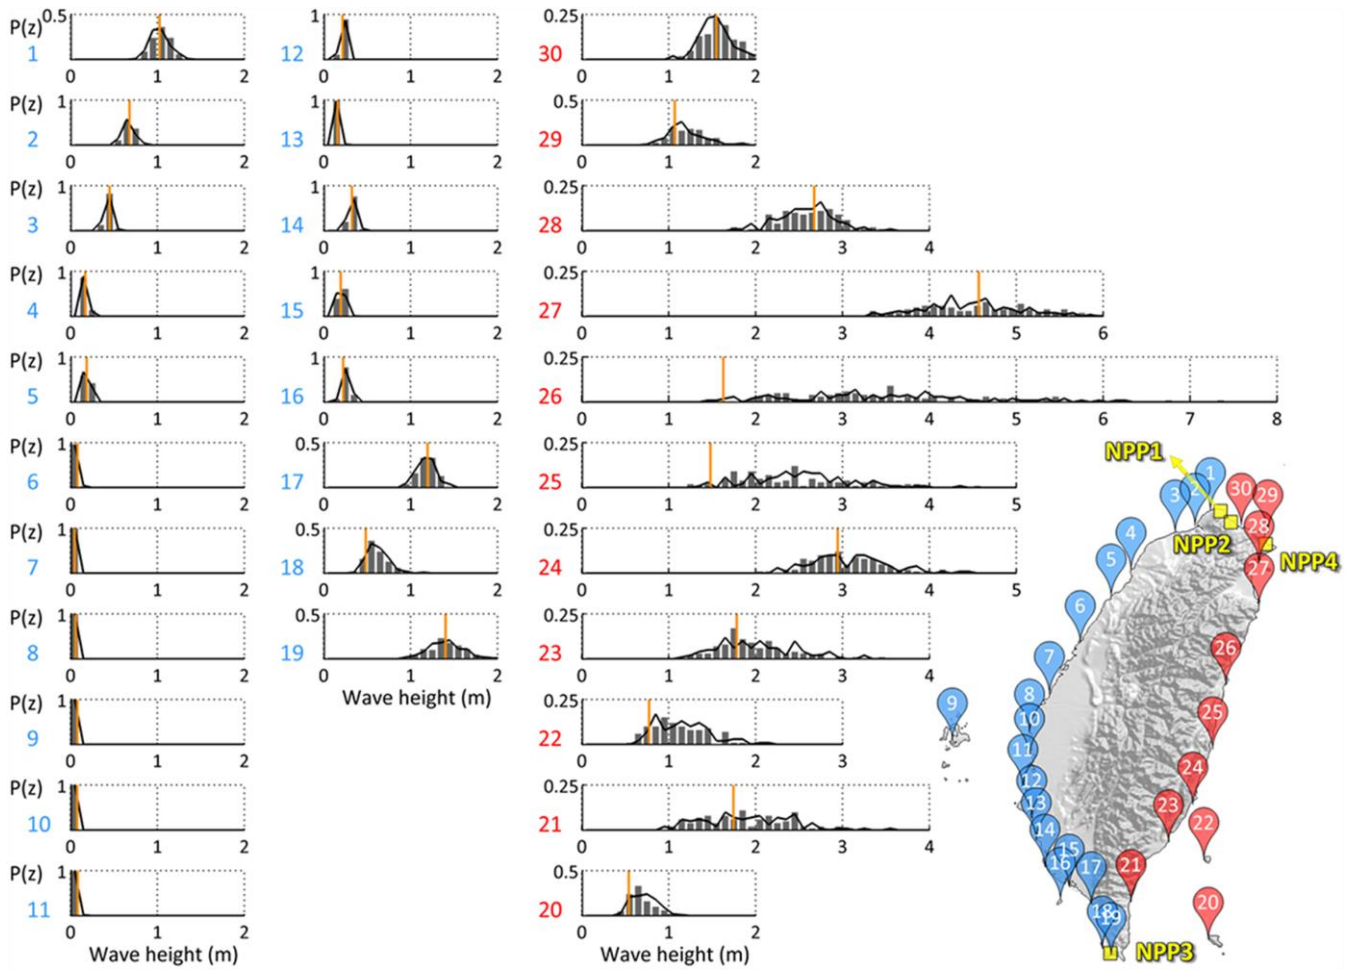 P(z) 0.5 1 0.25
1 12 30
0 1 2 0 1 2 0 1 2
P(z) 1 1 0.5
2 13 29
0 1 2 0 1 2 0 1 2
P(z) 1 1 0.25
3 14 28
0 1 2 0 1 2 0 1 2 3 4
P(z) 1 1 0.25
4 15 27
0 1 2 0 1 2 0 1 2 3 4 5 6
P(z) 1 1 0.25
5 16 26
0 1 2 0 1 2 0 1 2 3 4 5 6 7 8
P(z) 1 0.5 0.25
6 17 25
0 1 2 0 1 2 0 1 2 3 4 5
P(z) 1 0.5 0.25
7 18 24
0 1 2 0 1 2 0 1 2 3 4 5
P(z) 1 0.5 0.25
8 19 23
0 1 2 0 1 2 0 1 2 3 4
Wave height (m)
P(z) 1 0.25
9 22
0 1 2 0 1 2 3
P(z) 1 0.25
10 21
0 1 2 0 1 2 3 4
P(z) 1 0.5
11 20
0 1 2 0 1 2
Wave height (m) Wave height (m)
NPP1
1
3 2 30 29
4 28
NPP2
5 27 NPP4
6
7 26
8
9 10 25
11
12 24
13 23
14 22
15
16 17 21
18 19 20
NPP3